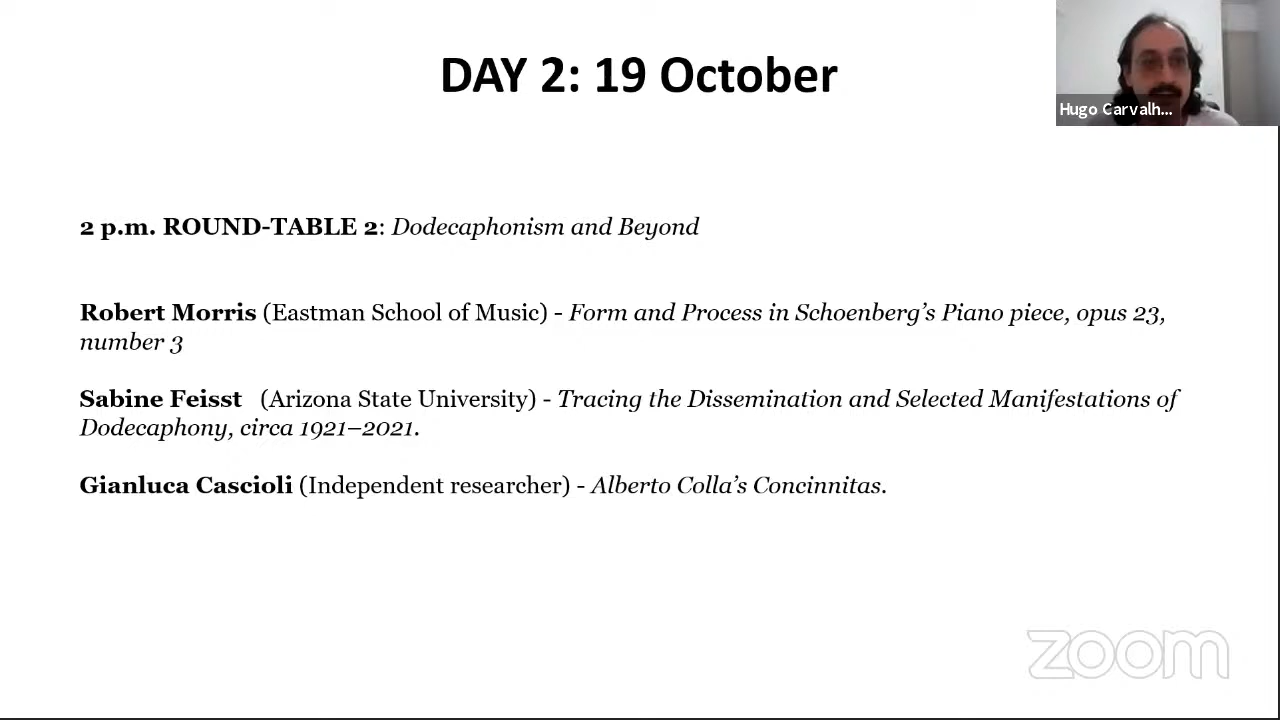 DAY 2: 19 October
Hugo Carvalh...
2 p.m. ROUND-TABLE 2: Dodecaphonism and Beyond
Robert Morris (Eastman School of Music) - Form and Process in Schoenberg’s Piano piece, opus 23,
number 3
Sabine Feisst (Arizona State University) - Tracing the Dissemination and Selected Manifestations of
Dodecaphony, circa 1921–2021.
Gianluca Cascioli (Independent researcher) - Alberto Colla’s Concinnitas.
zoom